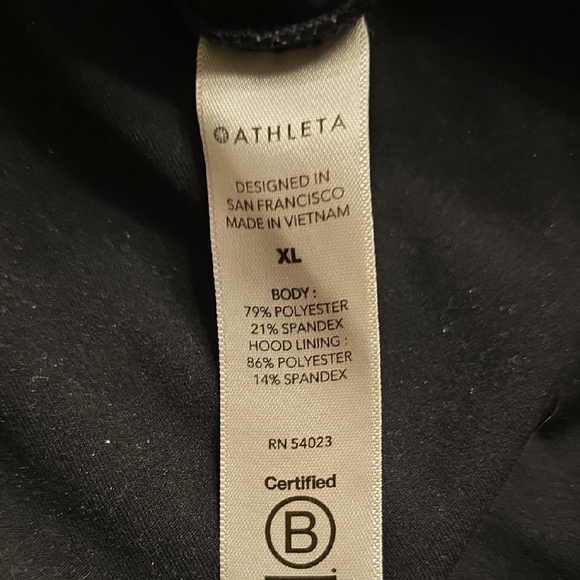 ATHLETA
DESIGNED IN
SAN FRANCISCO
MADE IN VIETNAM
XL
BODY :
79% POLYESTER
21% SPANDEX
HOOD LINING :
86% POLYESTER
14% SPANDEX
RN 54023
Certified
B